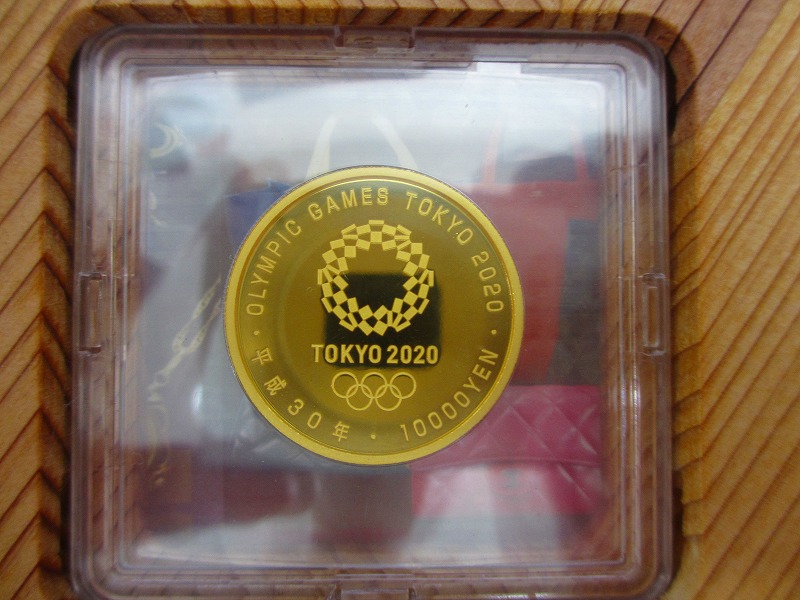 OLYMPIC GAMES TOKYO 2020
TOKYO 2020
平成30年・10000YEN